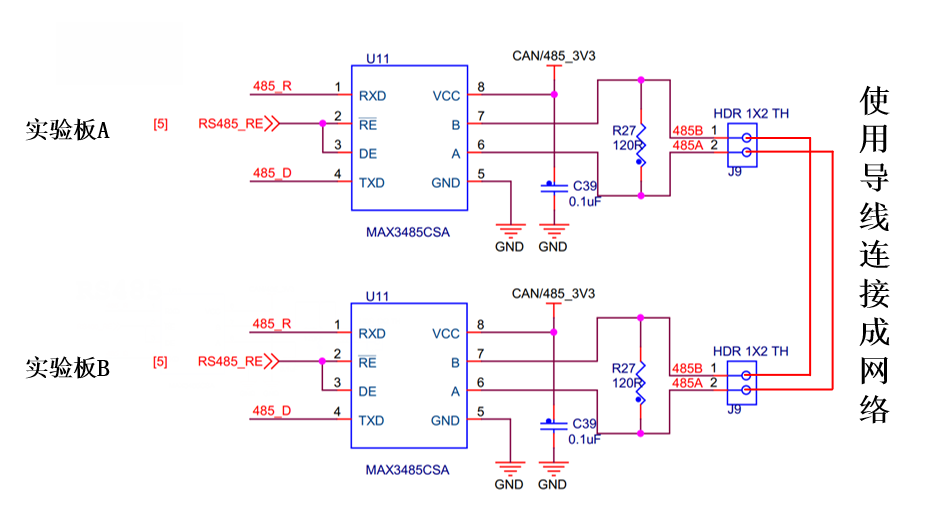 实验板A
[5]
485_R
RS485_RE
485_D
U11
1
2
3
4
RXD
RE
DE
TXD
VCC
B
A
GND
8
7
6
5
MAX3485CSA
CAN/485_3V3
C39
0.1uF
GND
GND
R27
120R
HDR 1X2 TH
485B 1
485A 2
J9
实验板B
[5]
485_R
RS485_RE
485_D
U11
1
2
3
4
RXD
RE
DE
TXD
VCC
B
A
GND
8
7
6
5
MAX3485CSA
CAN/485_3V3
C39
0.1uF
GND
GND
R27
120R
HDR 1X2 TH
485B 1
485A 2
J9
使用导线连接成网络